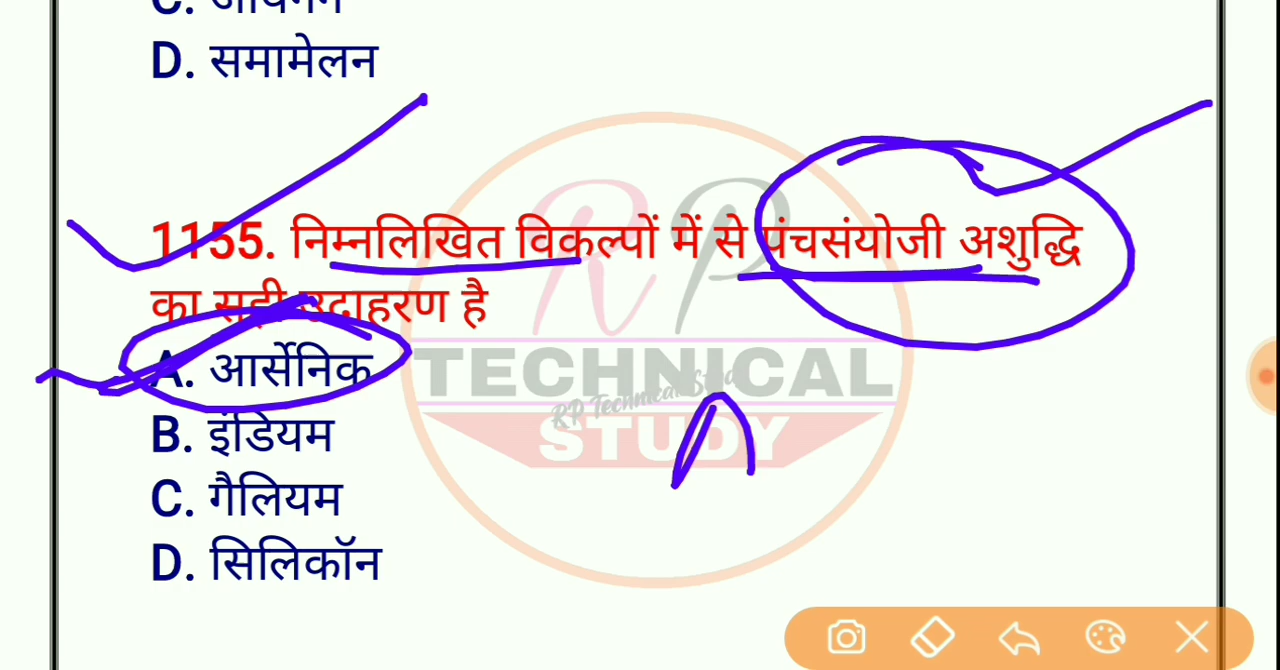 D. समामेलन
1155. निम्नलिखित विकल्पों में से पंचसंयोजी अशुद्धि
का सही उदाहरण है
A. आर्सेनिक
RP
TECHNICAL
RP Technical Study
STUDY
B. इंडियम
C. गैलियम
D. सिलिकॉन